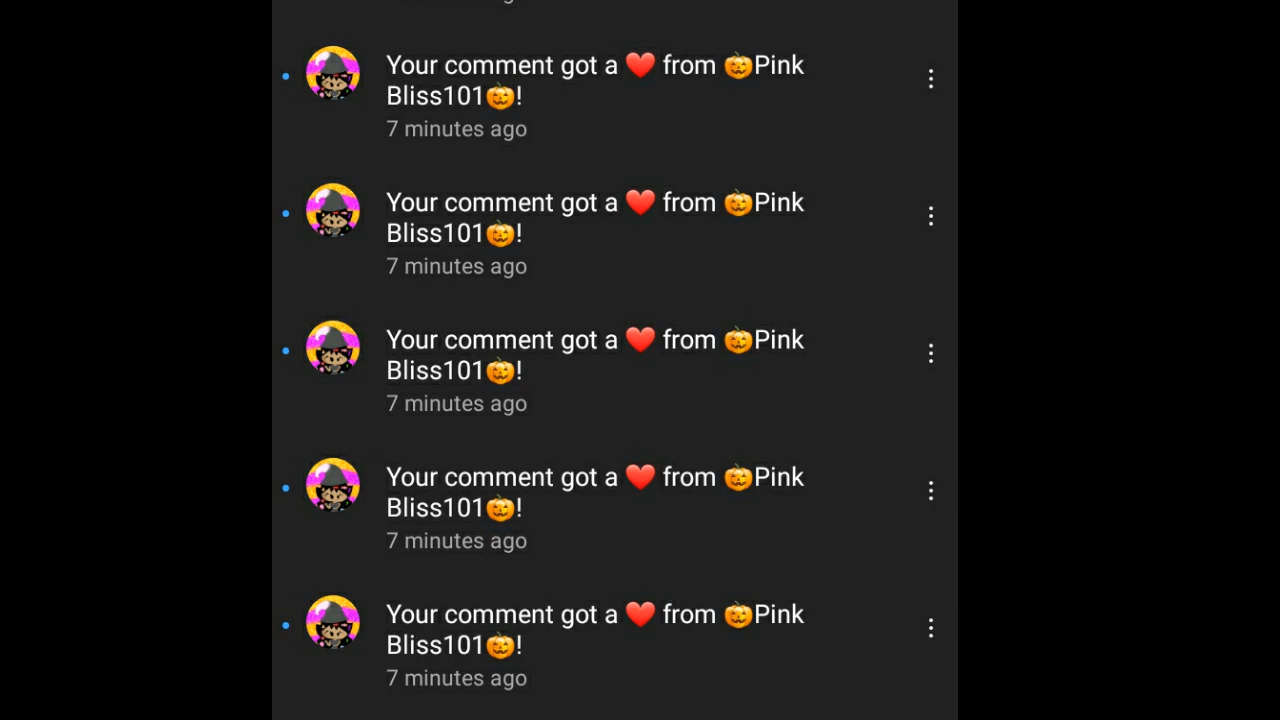 Your comment got a ❤️ from 🎃Pink
Bliss101🎃!
7 minutes ago
Your comment got a ❤️ from 🎃Pink
Bliss101🎃!
7 minutes ago
Your comment got a ❤️ from 🎃Pink
Bliss101🎃!
7 minutes ago
Your comment got a ❤️ from 🎃Pink
Bliss101🎃!
7 minutes ago
Your comment got a ❤️ from 🎃Pink
Bliss101🎃!
7 minutes ago